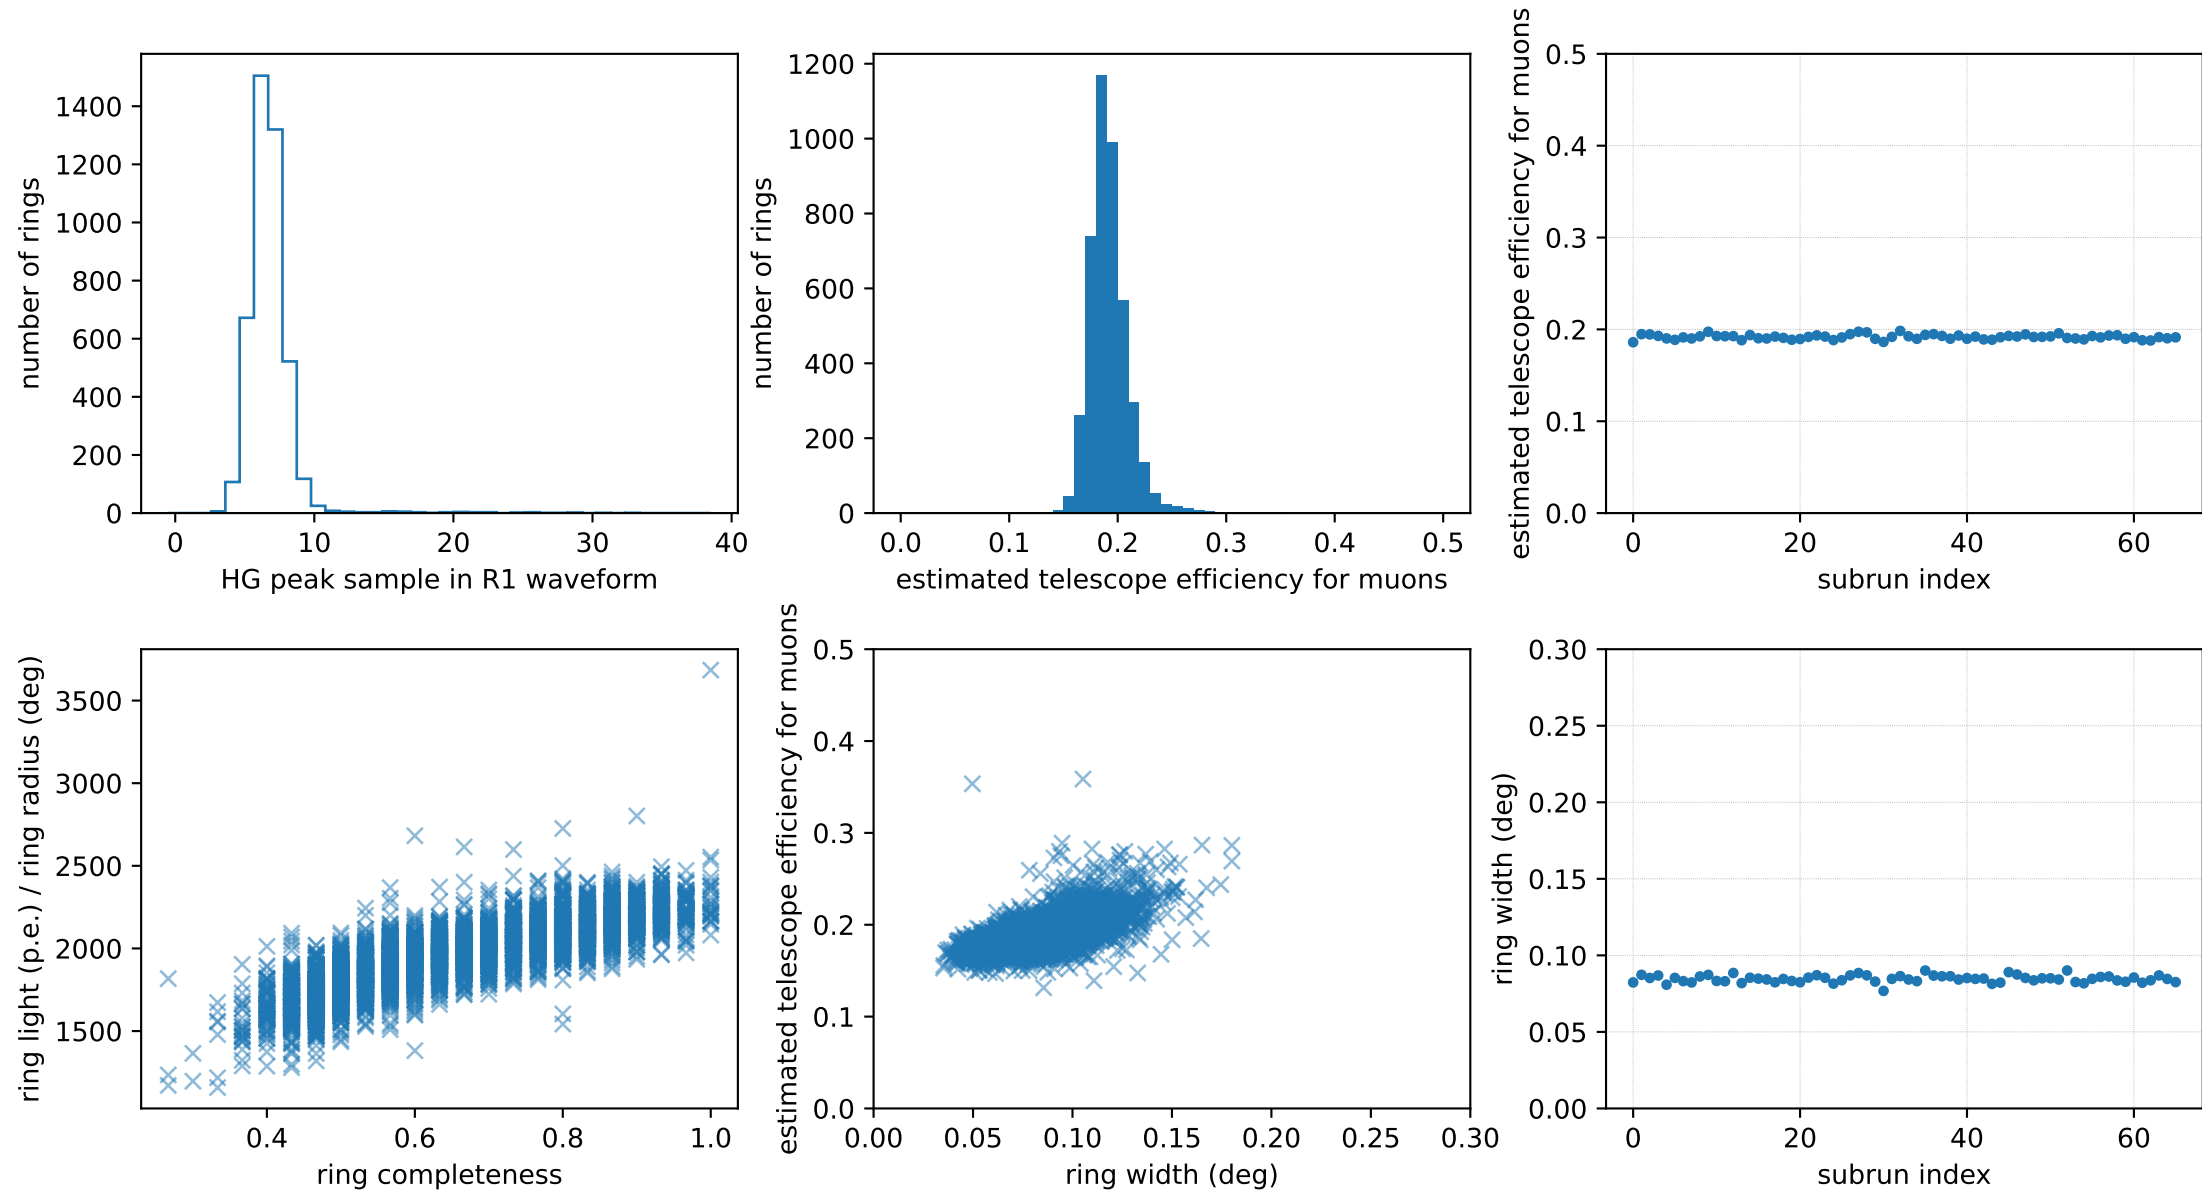 number of rings
1400
1200
1000
800
600
400
200
0
0 10 20 30 40
HG peak sample in R1 waveform
number of rings
1200
1000
800
600
400
200
0
0.0 0.1 0.2 0.3 0.4 0.5
estimated telescope efficiency for muons
estimated telescope efficiency for muons
0.5
0.4
0.3
0.2
0.1
0.0
0 20 40 60
subrun index
ring light (p.e.) / ring radius (deg)
3500
3000
2500
2000
1500
0.4 0.6 0.8 1.0
ring completeness
estimated telescope efficiency for muons
0.5
0.4
0.3
0.2
0.1
0.0
0.00 0.05 0.10 0.15 0.20 0.25 0.30
ring width (deg)
ring width (deg)
0.30
0.25
0.20
0.15
0.10
0.05
0.00
0 20 40 60
subrun index